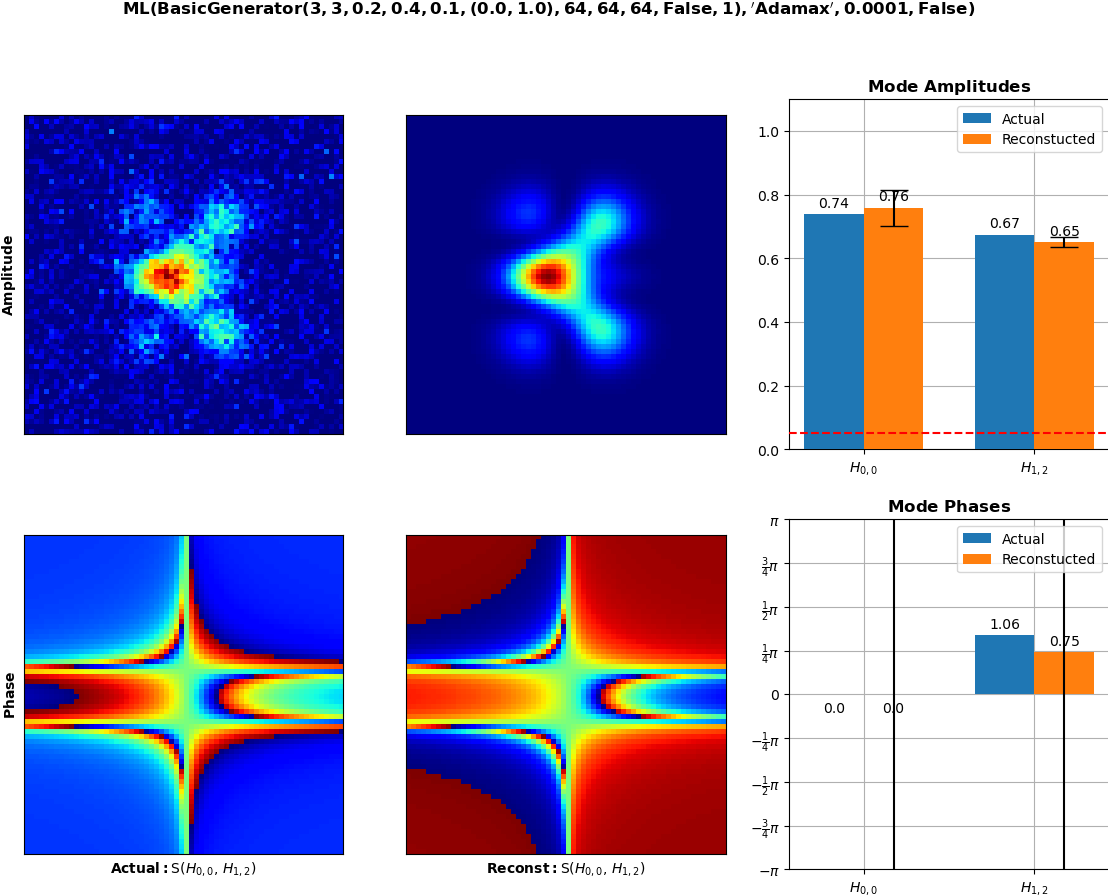 ML(BasicGenerator(3, 3, 0.2, 0.4, 0.1, (0.0, 1.0), 64, 64, 64, False, 1), ′Adamax′, 0.0001, False)
Amplitude
Mode Amplitudes
Actual
Reconstucted
1.0
0.8
0.6
0.4
0.2
0.0
0.74
0.76
0.67
0.65
H0, 0
H1, 2
Phase
Actual: S(H0, 0, H1, 2)
Reconst: S(H0, 0, H1, 2)
Mode Phases
Actual
Reconstucted
π
3/4π
1/2π
1/4π
0
−1/4π
−1/2π
−3/4π
−π
0.0
0.0
1.06
0.75
H0, 0
H1, 2